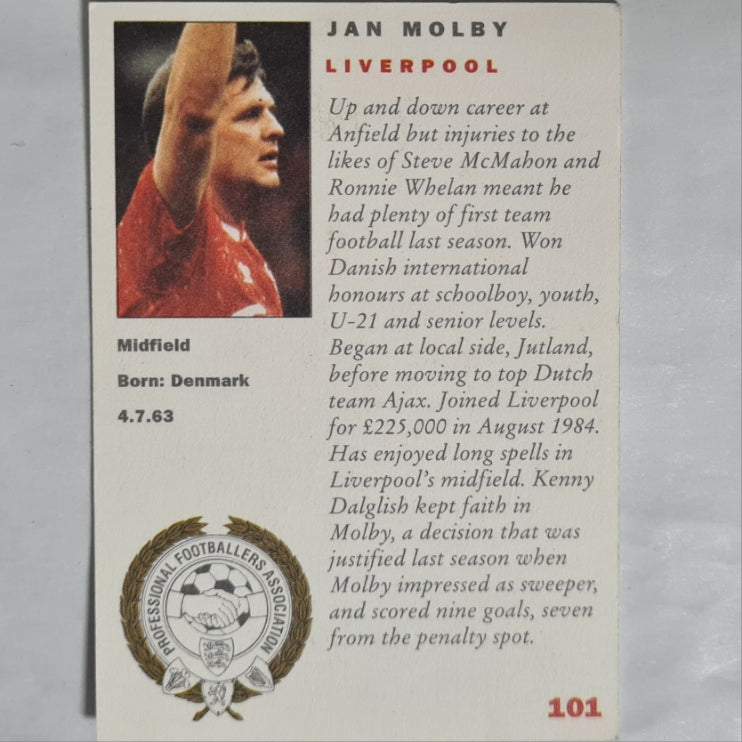 JAN MOLBY
LIVERPOOL
Up and down career at
Anfield but injuries to the
likes of Steve McMahon and
Ronnie Whelan meant he
had plenty of first team
football last season. Won
Danish international
honours at schoolboy, youth,
U-21 and senior levels.
Began at local side, Jutland,
before moving to top Dutch
team Ajax. Joined Liverpool
for £225,000 in August 1984.
Has enjoyed long spells in
Liverpool's midfield. Kenny
Dalglish kept faith in
Molby, a decision that was
justified last season when
Molby impressed as sweeper,
and scored nine goals, seven
from the penalty spot.
Midfield
Born: Denmark
4.7.63
PROFESSIONAL FOOTBALLERS ASSOCIATION
101